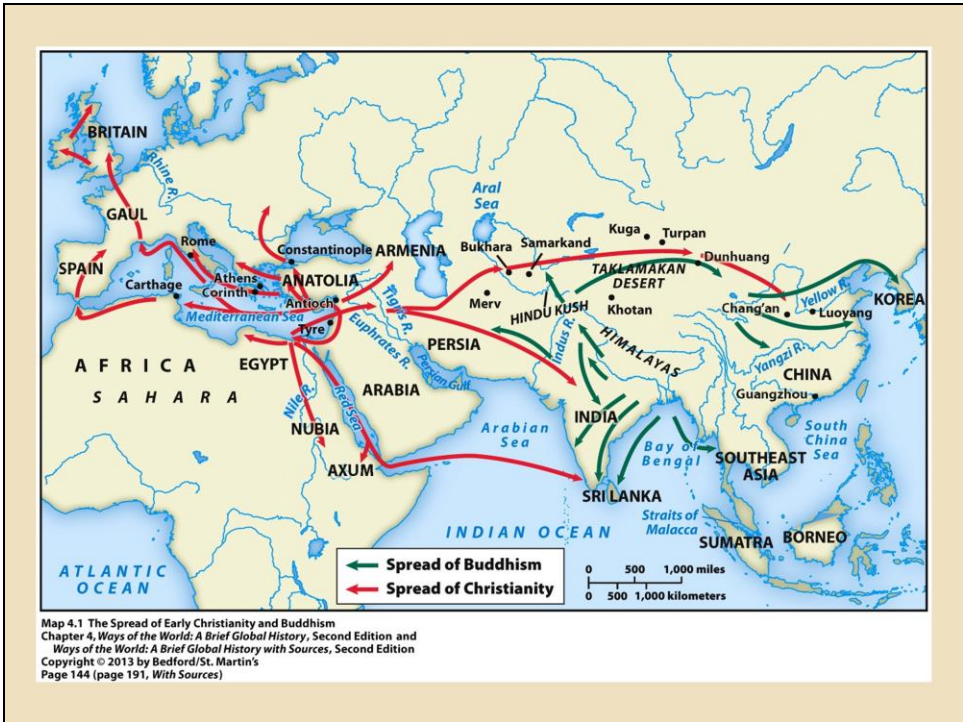 BRITAIN
Rhine R.
GAUL
Aral
Sea
Rome
Constantinople
ARMENIA
Kuga
Turpan
Bukhara
Samarkand
Dunhuang
SPAIN
Athens
ANATOLIA
TAKLAMAKAN
DESERT
Carthage
Corinth
Antioch
Tigris R.
Merv
HINDU KUSH
Khotan
Chang'an
Yellow R.
KOREA
Luoyang
Mediterranean Sea
Tyre
Euphrates R.
PERSIA
Indus R.
HIMALAYAS
Yangzi R.
AFRICA
EGYPT
Persian Gulf
CHINA
SAHARA
ARABIA
Guangzhou
Nile R.
Red Sea
INDIA
NUBIA
Arabian
Sea
Bay of
Bengal
South
China
Sea
AXUM
SOUTHEAST
ASIA
SRI LANKA
Straits of
Malacca
INDIAN OCEAN
SUMATRA
BORNEO
ATLANTIC
OCEAN
Spread of Buddhism
Spread of Christianity
0 500 1,000 miles
0 500 1,000 kilometers
Map 4.1 The Spread of Early Christianity and Buddhism
Chapter 4, Ways of the World: A Brief Global History, Second Edition and
Ways of the World: A Brief Global History with Sources, Second Edition
Copyright © 2013 by Bedford/St. Martin's
Page 144 (page 191, With Sources)